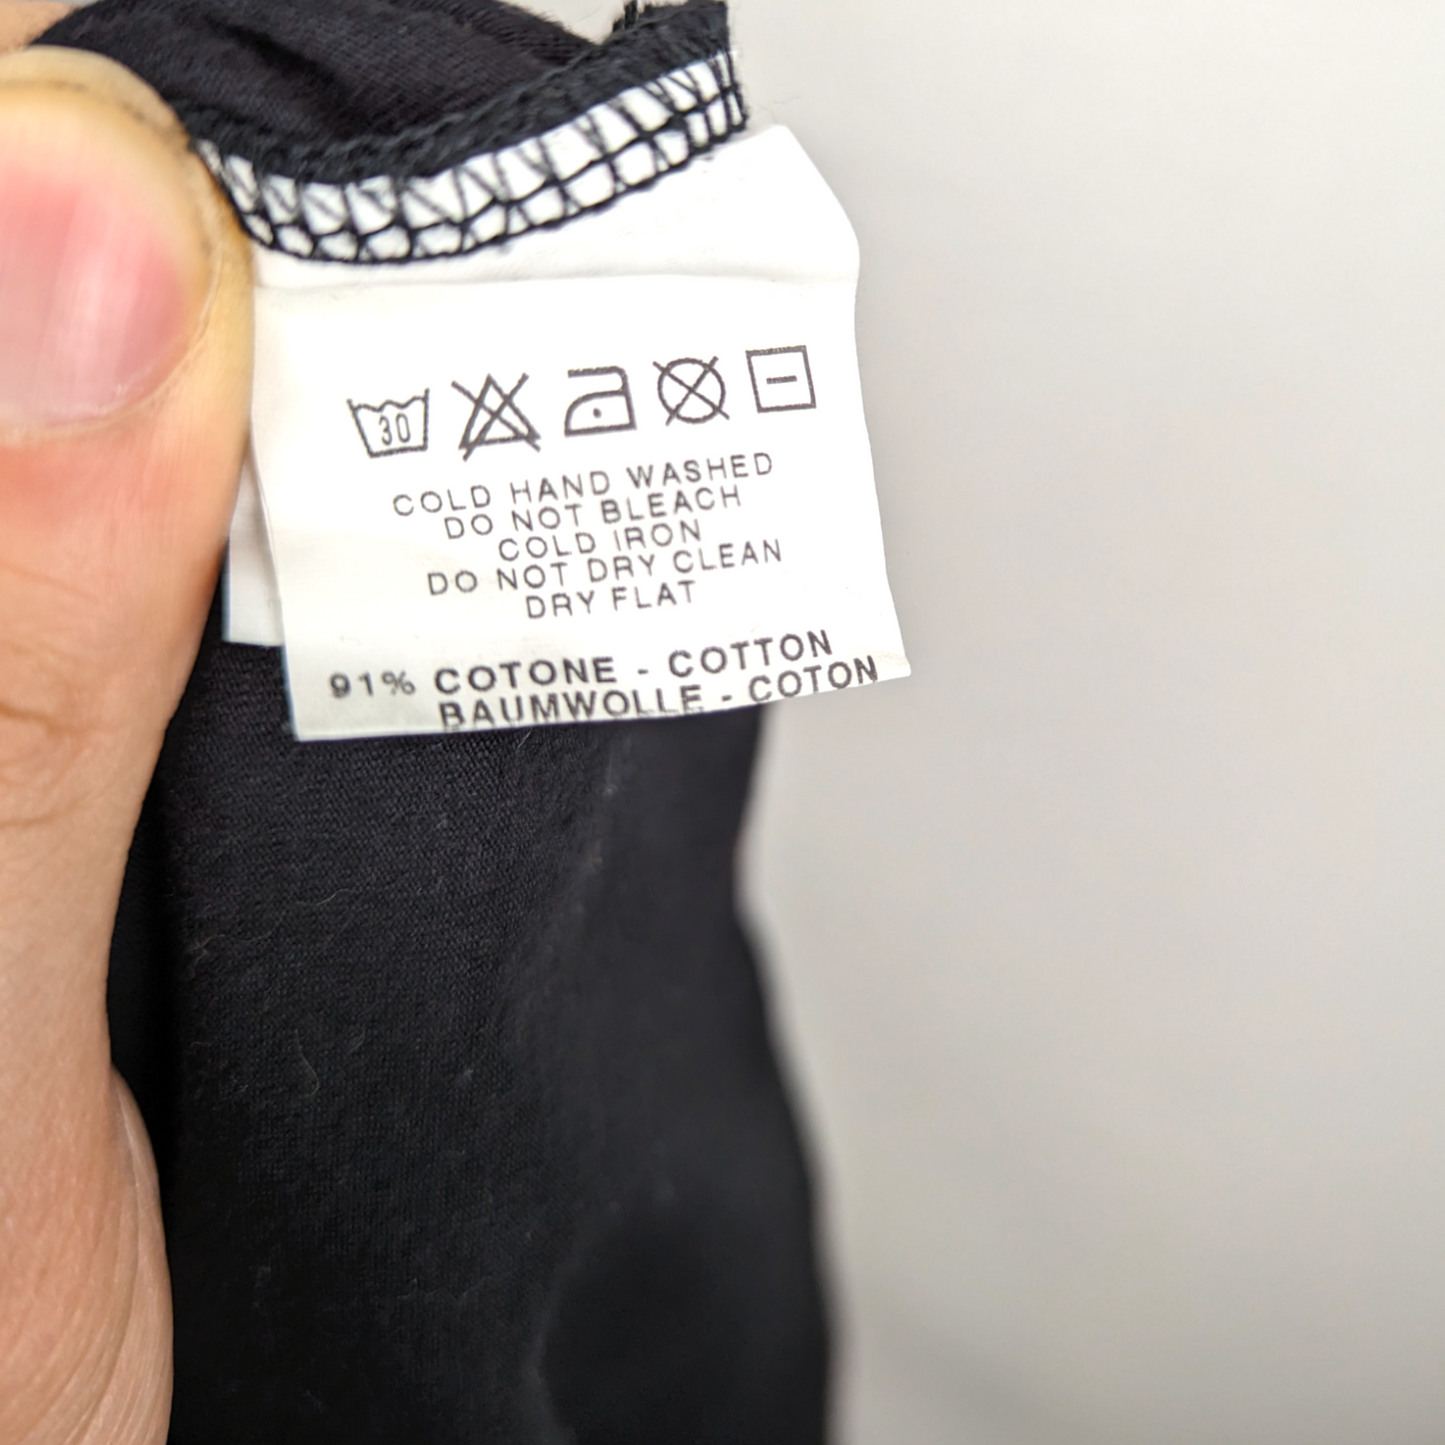 30
COLD HAND WASHED
DO NOT BLEACH
COLD IRON
DO NOT DRY CLEAN
DRY FLAT
91% COTONE - COTTON
BAUMWOLLE - COTON